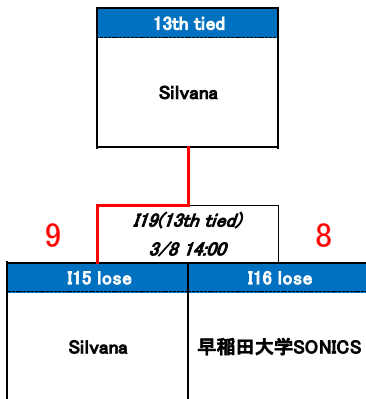 13th tied
Silvana
9
I19(13th tied)
3/8 14:00
8
I15 lose
I16 lose
Silvana
早稲田大学SONICS